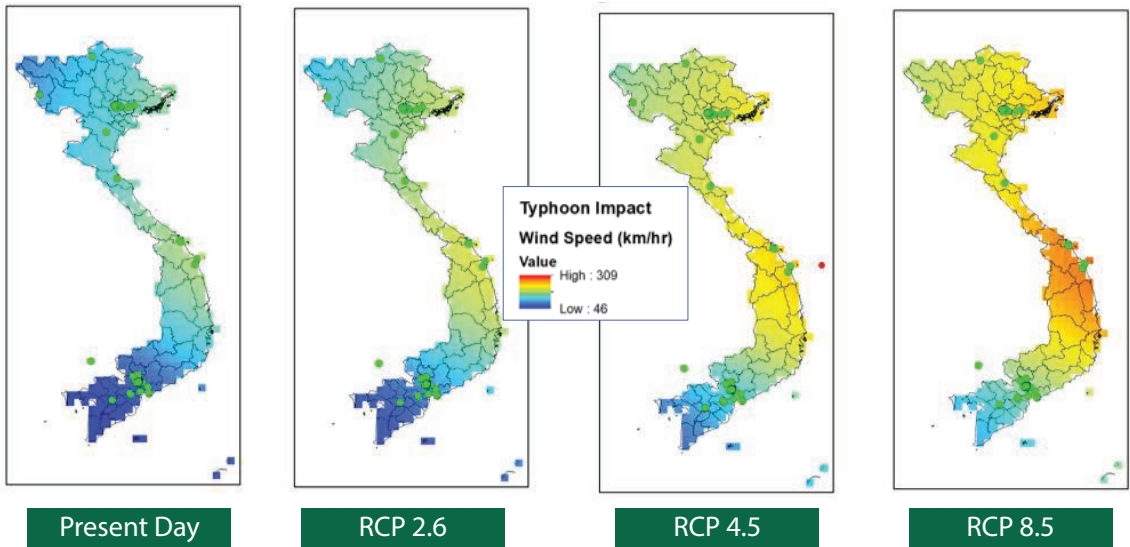 Typhoon Impact
Wind Speed (km/hr)
Value
High : 309
Low : 46
Present Day
RCP 2.6
RCP 4.5
RCP 8.5